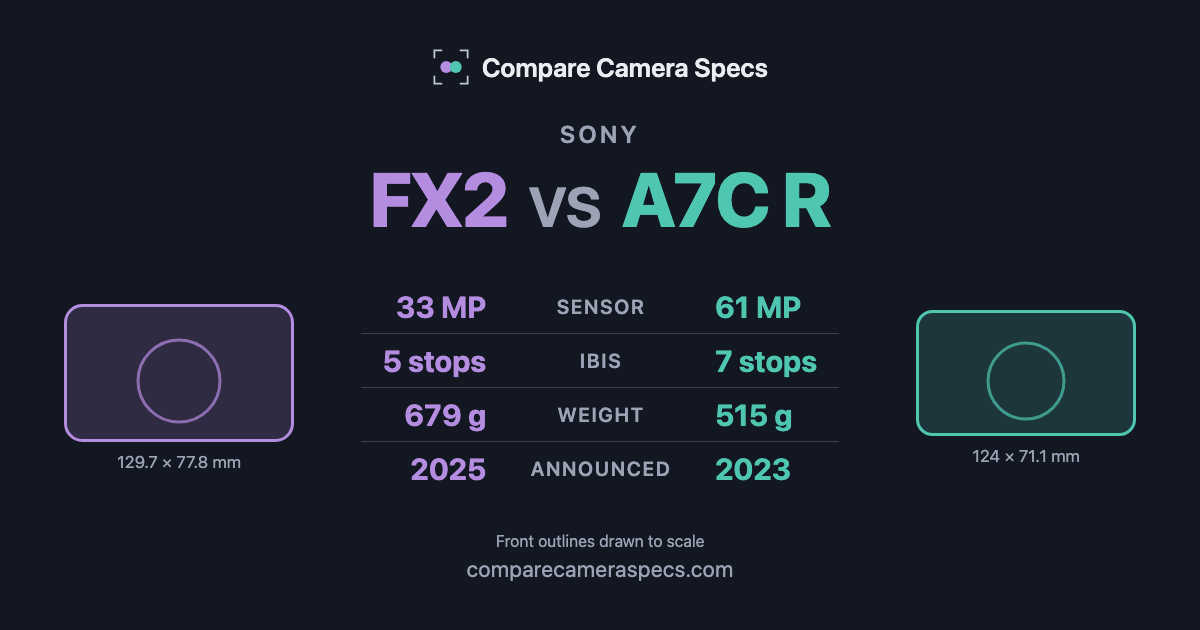 Compare Camera Specs
SONY
FX2 VS A7C R
33 MP SENSOR 61 MP
5 stops IBIS 7 stops
679 g WEIGHT 515 g
2025 ANNOUNCED 2023
129.7 × 77.8 mm
124 × 71.1 mm
Front outlines drawn to scale
comparecameraspecs.com